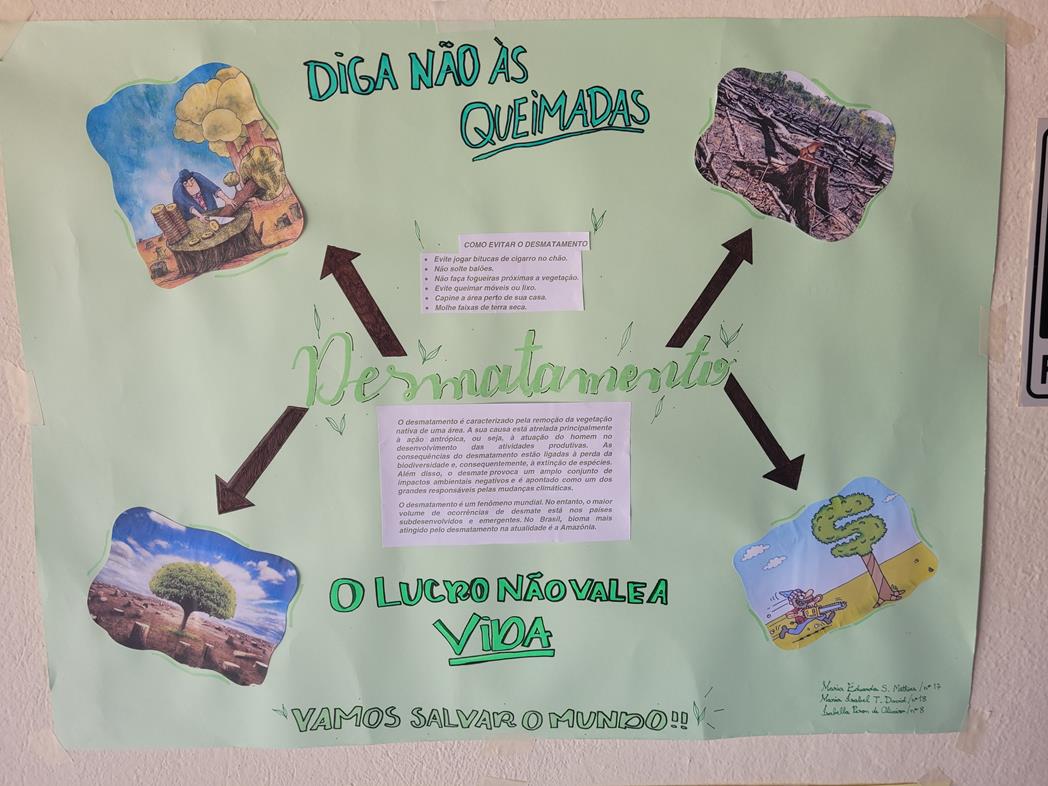 DIGA NÃO ÀS
QUEIMADAS
COMO EVITAR O DESMATAMENTO
• Evite jogar bitucas de cigarro no chão.
• Não solte balões.
• Não faça fogueiras próximas a vegetação.
• Evite queimar móveis ou lixo.
• Capine a área perto de sua casa.
• Molhe faixas de terra seca.
Desmatamento
O desmatamento é caracterizado pela remoção da vegetação
nativa de uma área. A sua causa está atrelada principalmente
à ação antrópica, ou seja, à atuação do homem no
desenvolvimento das atividades produtivas. As
consequências do desmatamento estão ligadas à perda da
biodiversidade e, consequentemente, à extinção de espécies.
Além disso, o desmate provoca um amplo conjunto de
impactos ambientais negativos e é apontado como um dos
grandes responsáveis pelas mudanças climáticas.
O desmatamento é um fenômeno mundial. No entanto, o maior
volume de ocorrências de desmate está nos países
subdesenvolvidos e emergentes. No Brasil, bioma mais
atingido pelo desmatamento na atualidade é a Amazônia.
O LUCRO NÃO VALE A
VIDA
VAMOS SALVAR O MUNDO!!
Maria Eduarda S. /nº 17
Maria Isabel T. David /nº 18
Isabella de Oliveira /nº 8